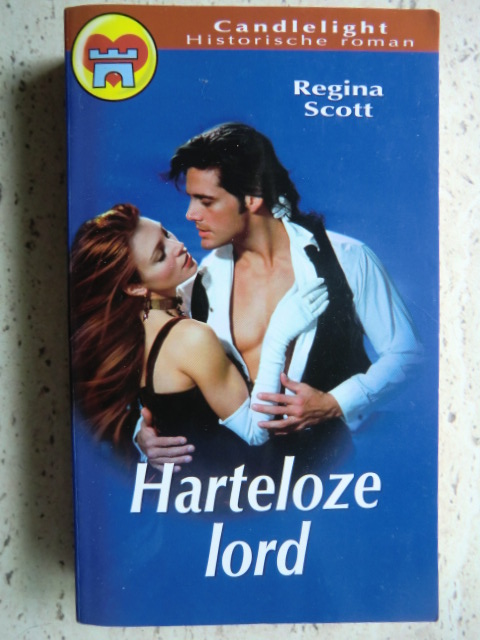 Candlelight
Historische roman
Regina
Scott
Harteloze
lord